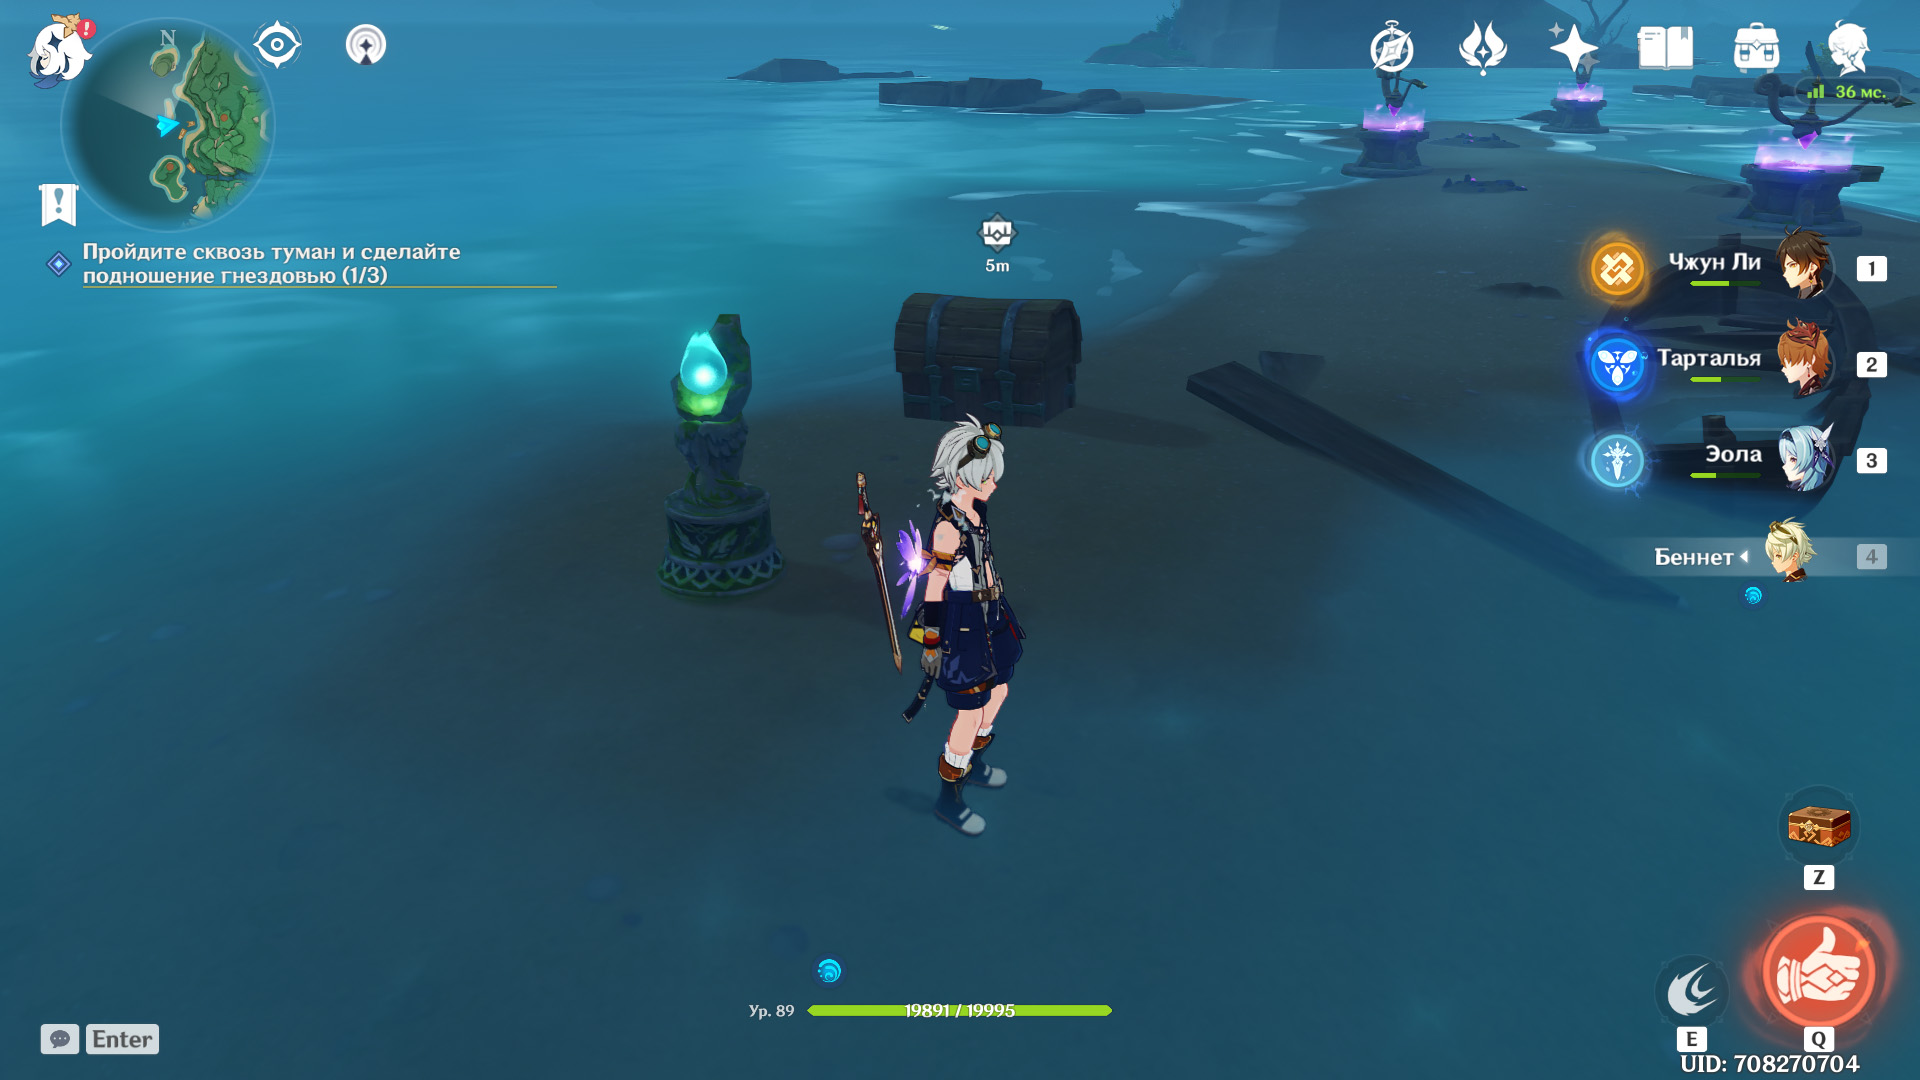 N
36 мс.
Пройдите сквозь туман и сделайте
подношение гнездовью (1/3)
5m
Чжун Ли
1
Тарталья
2
Эола
3
Беннет
4
Z
Ур. 89
19891 / 19995
Enter
E
Q
UID: 708270704